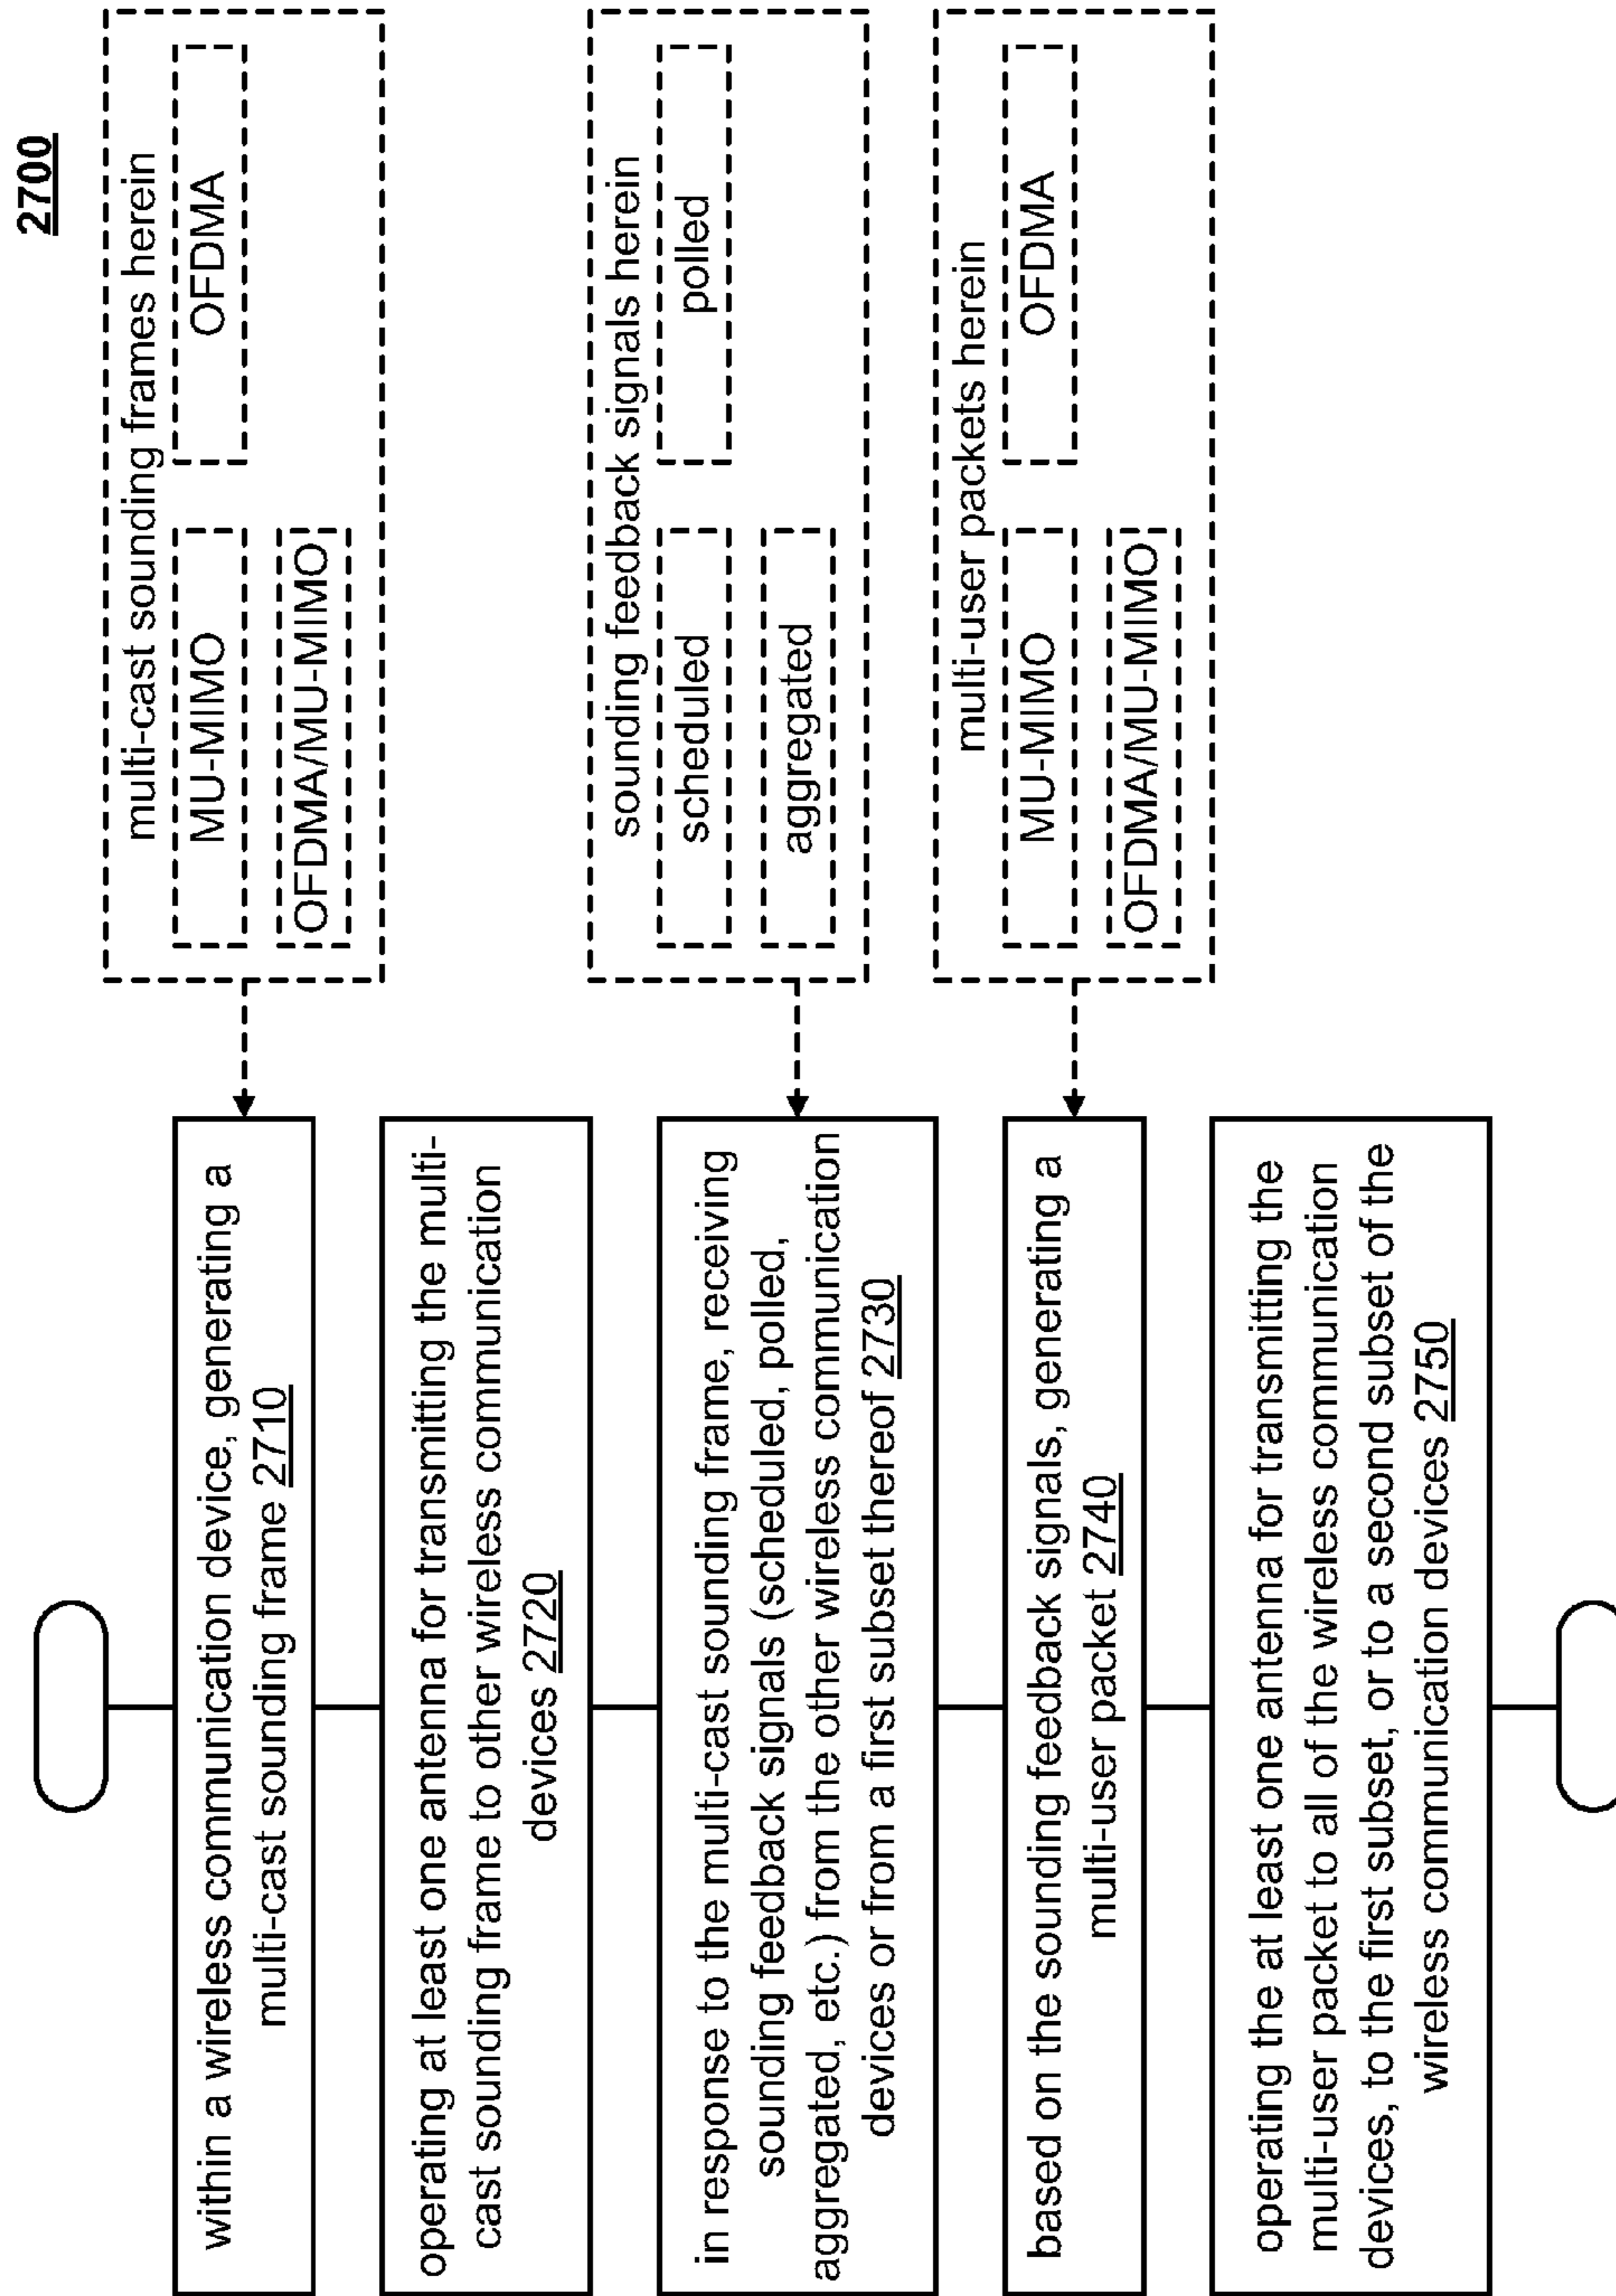 2700
within a wireless communication device, generating a
multi-cast sounding frame 2710
multi-cast sounding frames herein
MU-MIMO
OFDMA
OFDMA/MU-MIMO
operating at least one antenna for transmitting the multi-
cast sounding frame to other wireless communication
devices 2720
in response to the multi-cast sounding frame, receiving
sounding feedback signals (scheduled, polled,
aggregated, etc.) from the other wireless communication
devices or from a first subset thereof 2730
sounding feedback signals herein
scheduled
polled
aggregated
based on the sounding feedback signals, generating a
multi-user packet 2740
multi-user packets herein
MU-MIMO
OFDMA
OFDMA/MU-MIMO
operating the at least one antenna for transmitting the
multi-user packet to all of the wireless communication
devices, to the first subset, or to a second subset of the
wireless communication devices 2750